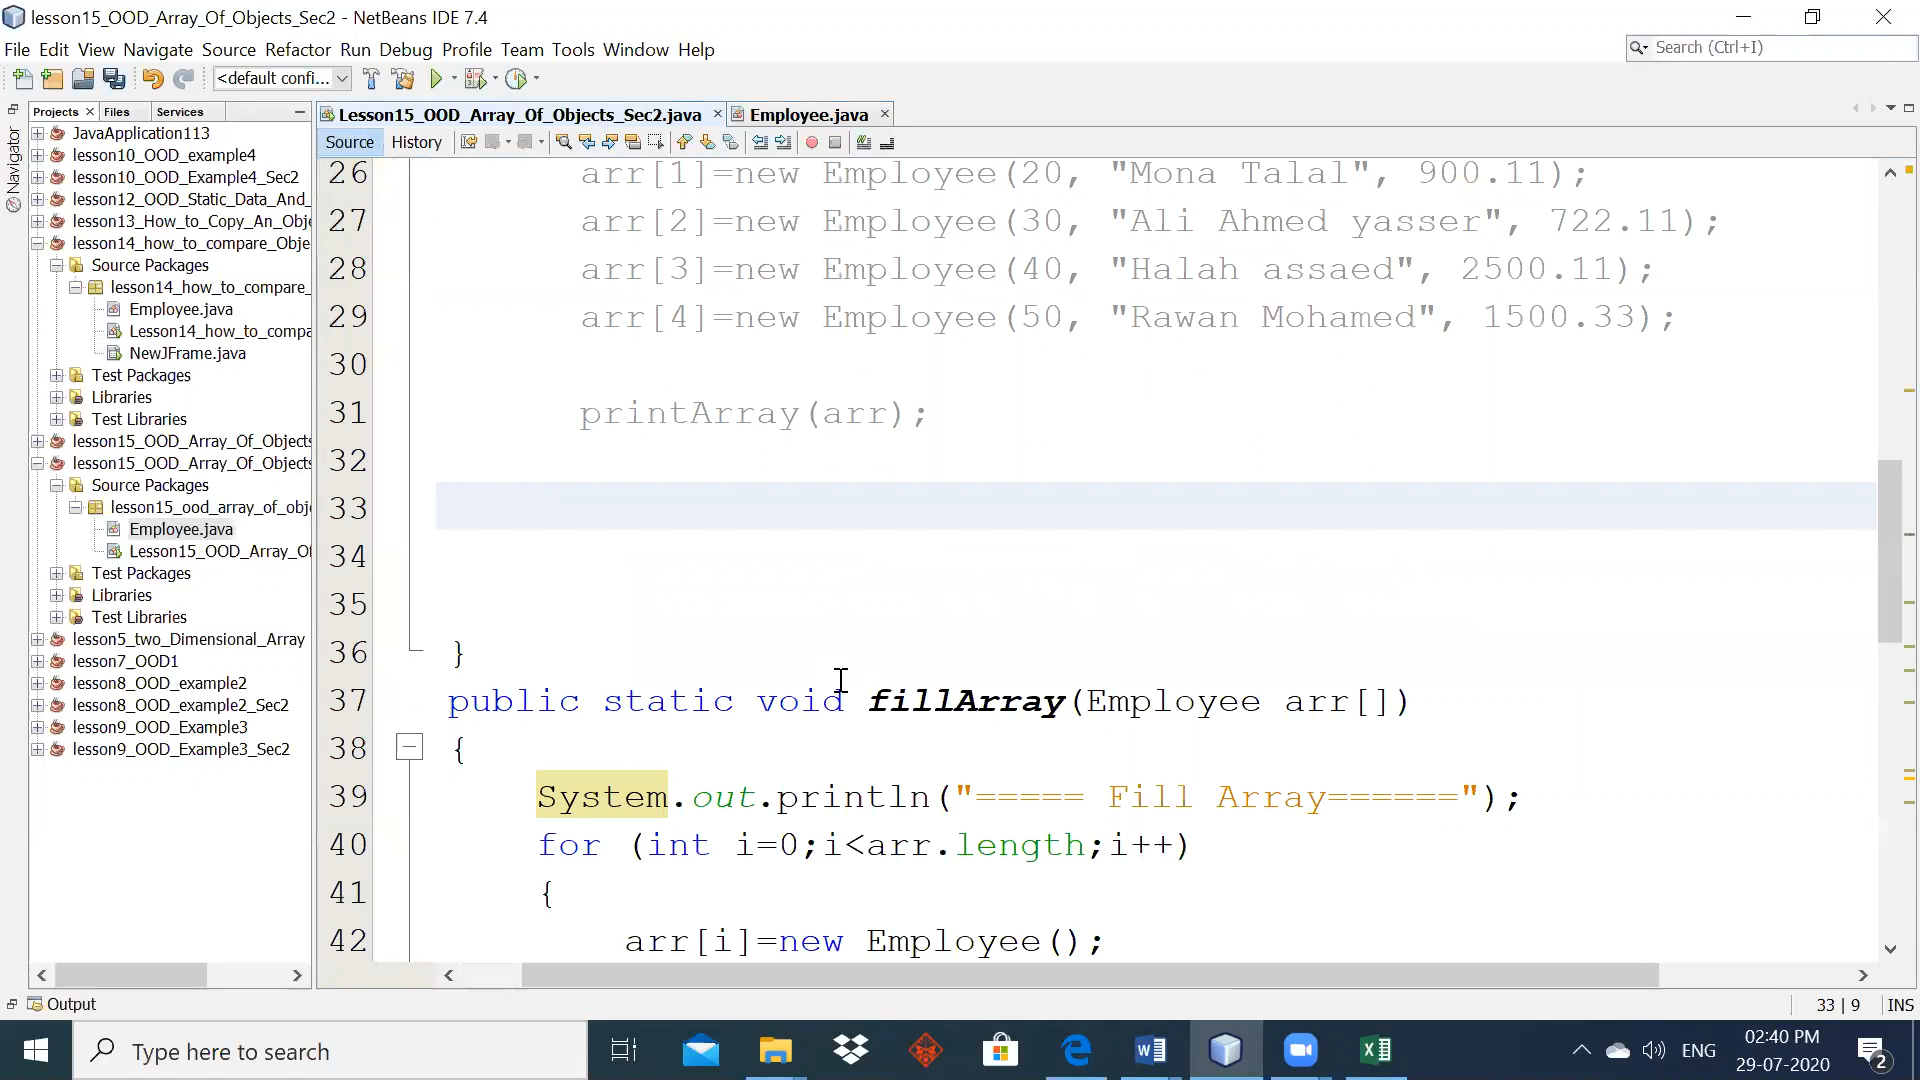 lesson15_OOD_Array_Of_Objects_Sec2 - NetBeans IDE 7.4
File Edit View Navigate Source Refactor Run Debug Profile Team Tools Window Help
Search (Ctrl+I)
<default confi...
Projects Files Services
Navigator
JavaApplication113
lesson10_OOD_example4
lesson10_OOD_Example4_Sec2
lesson12_OOD_Static_Data_And_
lesson13_How_to_Copy_An_Obje
lesson14_how_to_compare_Obje
Source Packages
lesson14_how_to_compare_
Employee.java
Lesson14_how_to_compa
NewJFrame.java
Test Packages
Libraries
Test Libraries
lesson15_OOD_Array_Of_Objects
lesson15_OOD_Array_Of_Objects
Source Packages
lesson15_ood_array_of_obj
Employee.java
Lesson15_OOD_Array_Of
Test Packages
Libraries
Test Libraries
lesson5_two_Dimensional_Array
lesson7_OOD1
lesson8_OOD_example2
lesson8_OOD_example2_Sec2
lesson9_OOD_Example3
lesson9_OOD_Example3_Sec2
Lesson15_OOD_Array_Of_Objects_Sec2.java Employee.java
Source History
26 arr[1]=new Employee(20, "Mona Talal", 900.11);
27 arr[2]=new Employee(30, "Ali Ahmed yasser", 722.11);
28 arr[3]=new Employee(40, "Halah assaed", 2500.11);
29 arr[4]=new Employee(50, "Rawan Mohamed", 1500.33);
30
31 printArray(arr);
32
33
34
35
36 }
37 public static void fillArray(Employee arr[])
38 {
39 System.out.println("===== Fill Array======");
40 for (int i=0;i<arr.length;i++)
41 {
42 arr[i]=new Employee();
Output
33 | 9 INS
Type here to search
ENG
02:40 PM
29-07-2020
2